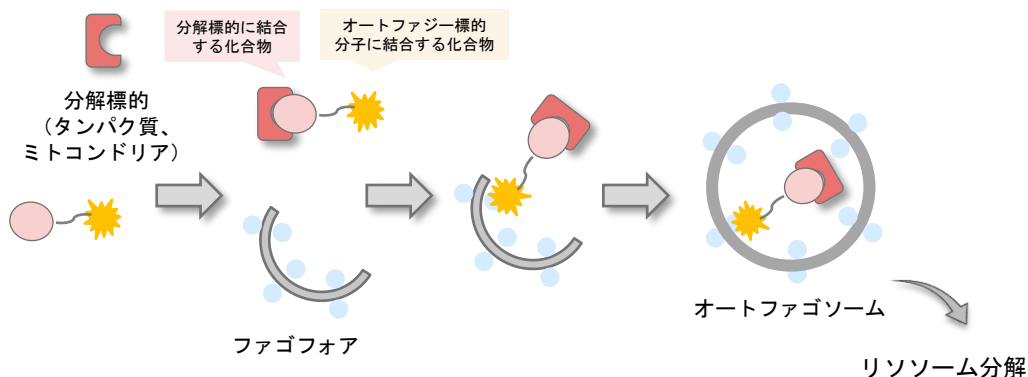 分解標的に結合
する化合物
オートファジー標的
分子に結合する化合物
分解標的
（タンパク質、
ミトコンドリア）
ファゴフォア
オートファゴソーム
リソソーム分解